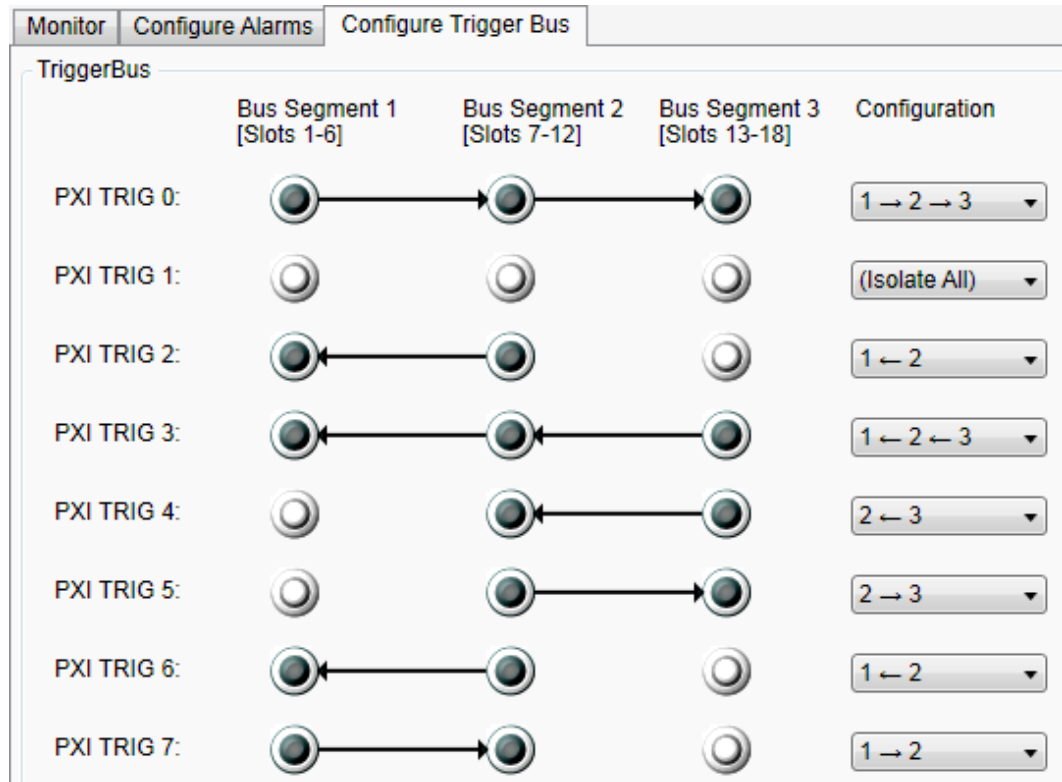 Monitor Configure Alarms Configure Trigger Bus
TriggerBus
Bus Segment 1 Bus Segment 2 Bus Segment 3 Configuration
[Slots 1-6] [Slots 7-12] [Slots 13-18]
PXI TRIG 0: 1 → 2 → 3
PXI TRIG 1: (Isolate All)
PXI TRIG 2: 1 ← 2
PXI TRIG 3: 1 ← 2 ← 3
PXI TRIG 4: 2 ← 3
PXI TRIG 5: 2 → 3
PXI TRIG 6: 1 ← 2
PXI TRIG 7: 1 → 2